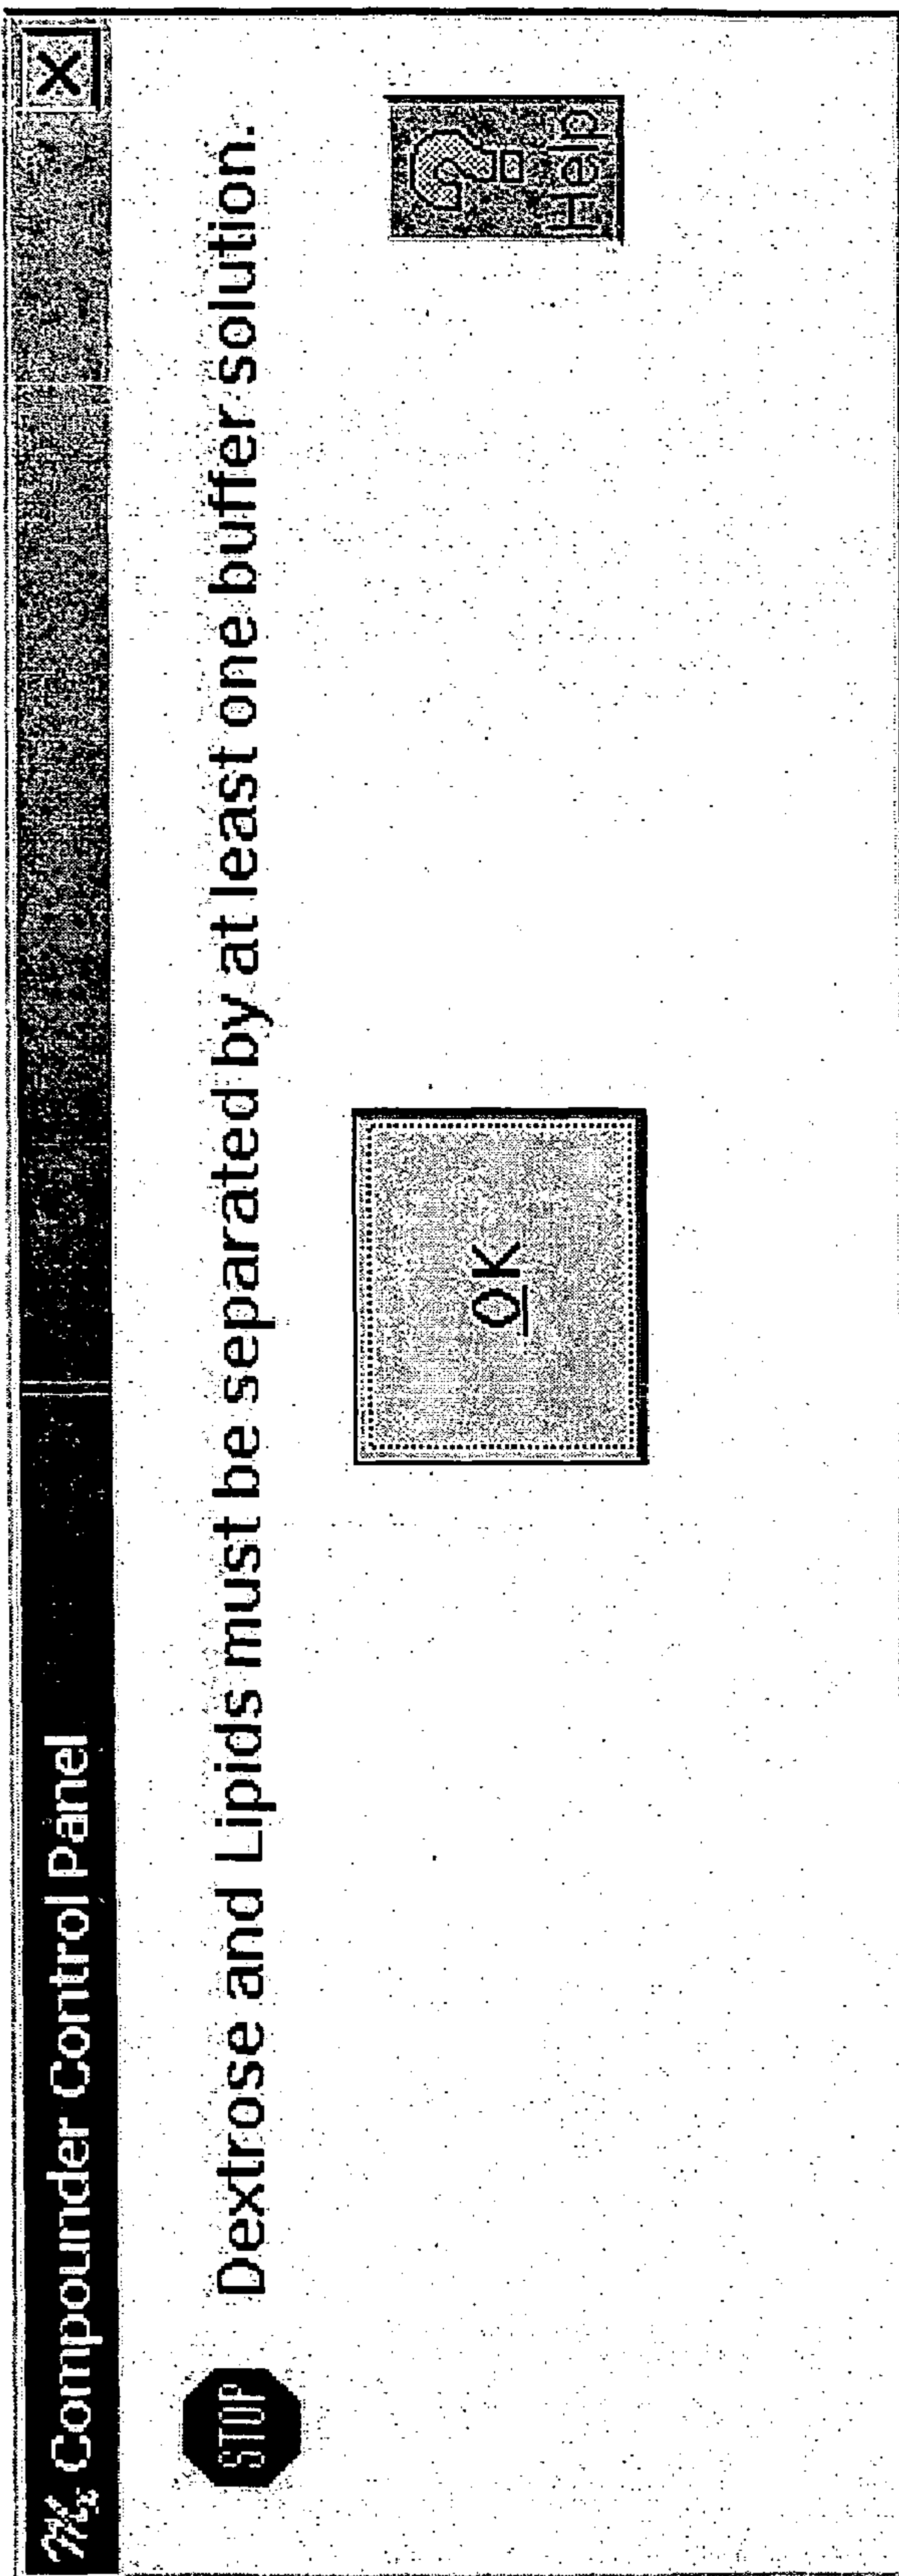 Compounder Control Panel
STOP Dextrose and Lipids must be separated by at least one buffer solution.
OK
Help